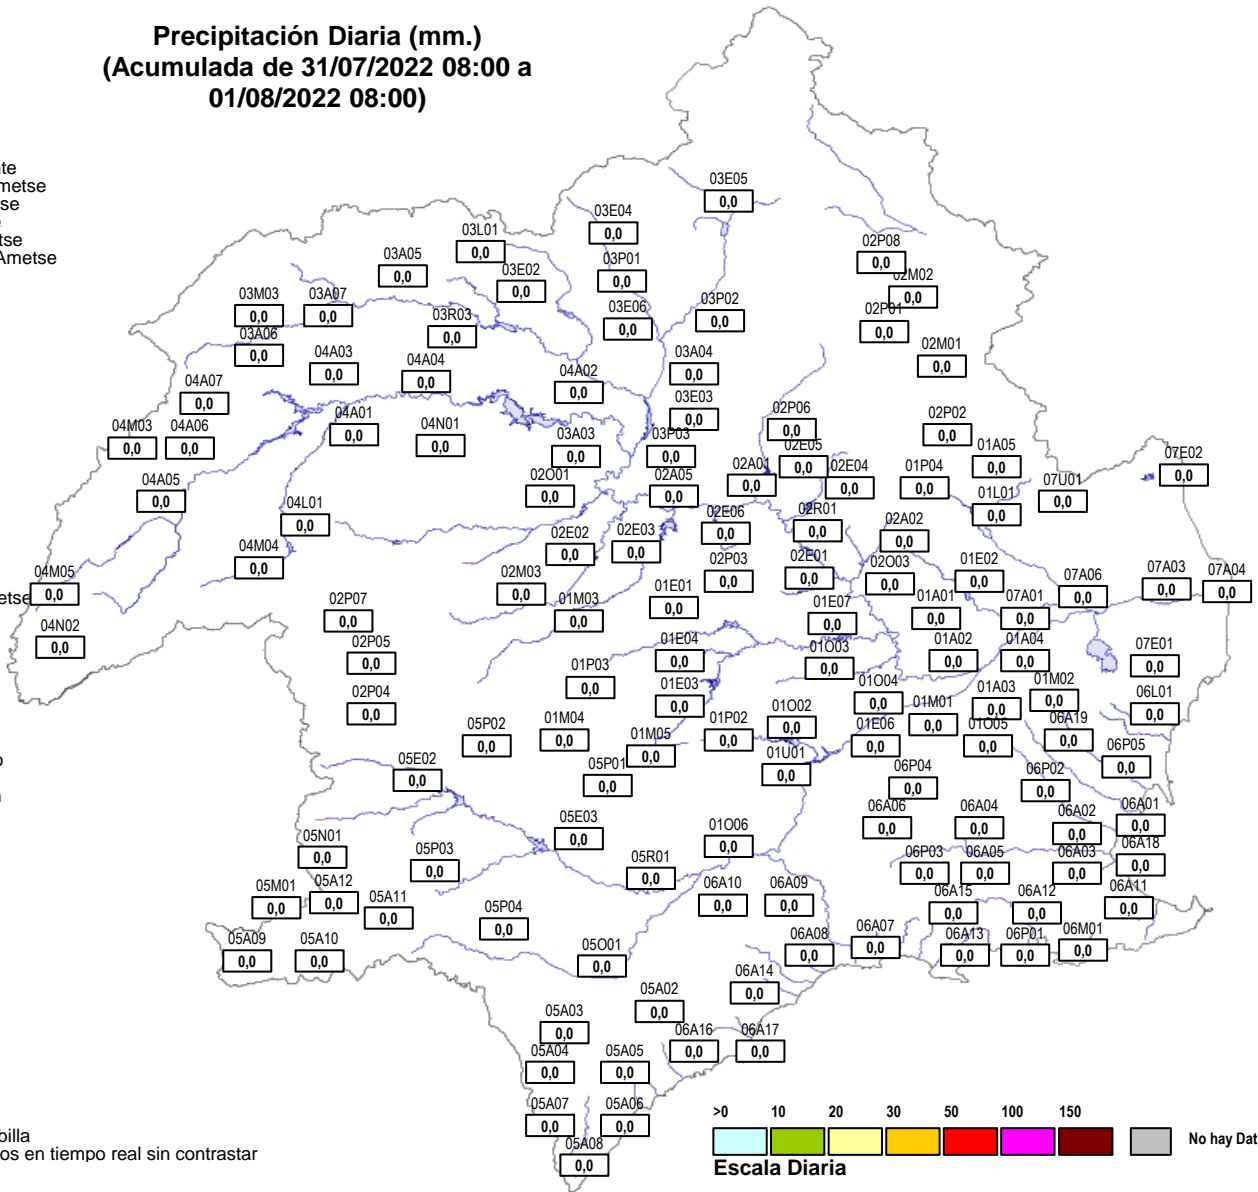 Precipitación Diaria (mm.)
(Acumulada de 31/07/2022 08:00 a
01/08/2022 08:00)
te
metse
se
tse
Ametse
etse
billa
os en tiempo real sin contrastar
03E05
0,0
03E04
0,0
03L01
0,0
03A05
0,0
03P01
0,0
03E02
0,0
02P08
0,0
02M02
0,0
03M03
0,0
03A07
0,0
03R03
0,0
03E06
0,0
03P02
0,0
02P01
0,0
03A06
0,0
04A03
0,0
04A04
0,0
04A02
0,0
03A04
0,0
02M01
0,0
04A07
0,0
03E03
0,0
04M03
0,0
04A06
0,0
04A01
0,0
04N01
0,0
03A03
0,0
03P03
0,0
02P06
0,0
02E05
0,0
02P02
0,0
01A05
0,0
07E02
0,0
04A05
0,0
02O01
0,0
02A05
0,0
02A01
0,0
02E04
0,0
01P04
0,0
01L01
0,0
07U01
0,0
04L01
0,0
02E06
0,0
02R01
0,0
02A02
0,0
04M04
0,0
02E02
0,0
02E03
0,0
02P03
0,0
02E01
0,0
02O03
0,0
01E02
0,0
07A06
0,0
07A03
0,0
07A04
0,0
04M05
0,0
02M03
0,0
01M03
0,0
01E01
0,0
01E07
0,0
01A01
0,0
07A01
0,0
04N02
0,0
02P07
0,0
02P05
0,0
01E04
0,0
01O03
0,0
01A02
0,0
01A04
0,0
07E01
0,0
02P04
0,0
01P03
0,0
01E03
0,0
01O04
0,0
01M01
0,0
01A03
0,0
01M02
0,0
06L01
0,0
05P02
0,0
01M04
0,0
01M05
0,0
01P02
0,0
01O02
0,0
01E06
0,0
01O05
0,0
06A19
0,0
06P05
0,0
05E02
0,0
05P01
0,0
01U01
0,0
06P04
0,0
06P02
0,0
05E03
0,0
01O06
0,0
06A06
0,0
06A04
0,0
06A02
0,0
06A01
0,0
05N01
0,0
05P03
0,0
05R01
0,0
06P03
0,0
06A05
0,0
06A03
0,0
06A18
0,0
05M01
0,0
05A12
0,0
05A11
0,0
05P04
0,0
06A10
0,0
06A09
0,0
06A15
0,0
06A12
0,0
06A11
0,0
05A09
0,0
05A10
0,0
05O01
0,0
06A08
0,0
06A07
0,0
06A13
0,0
06P01
0,0
06M01
0,0
06A14
0,0
05A02
0,0
05A03
0,0
06A16
0,0
06A17
0,0
05A04
0,0
05A05
0,0
05A07
0,0
05A06
0,0
05A08
0,0
>0 10 20 30 50 100 150
No hay Dat
Escala Diaria